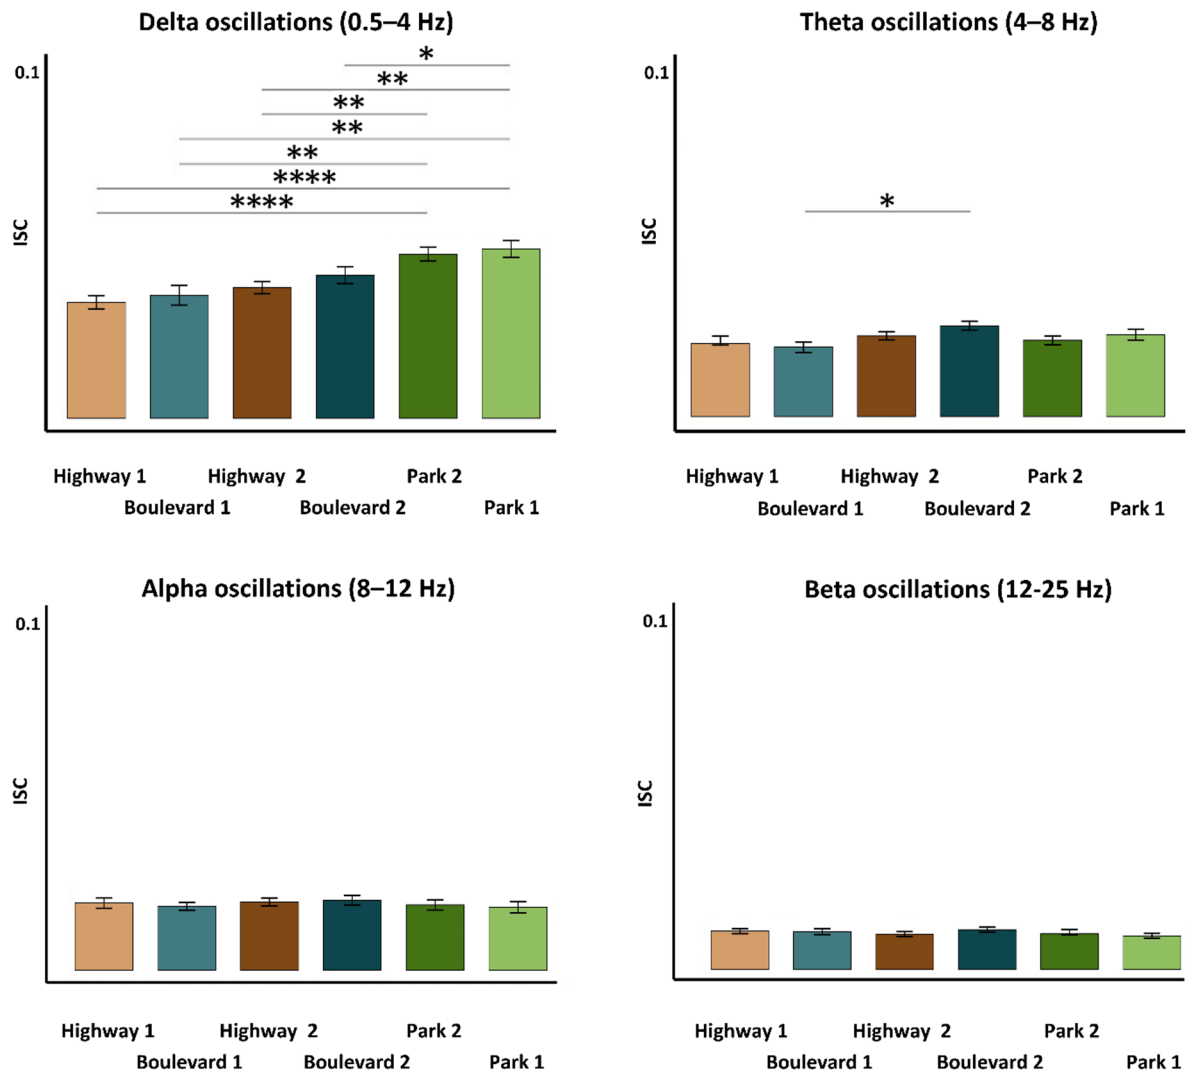 Delta oscillations (0.5–4 Hz)
0.1
*
**
**
**
**
****
****
ISC
Highway 1
Highway  2
Park 2
Boulevard 1
Boulevard 2
Park 1
Theta oscillations (4–8 Hz)
0.1
*
ISC
Highway 1
Highway  2
Park 2
Boulevard 1
Boulevard 2
Park 1
Alpha oscillations (8–12 Hz)
0.1
ISC
Highway 1
Highway  2
Park 2
Boulevard 1
Boulevard 2
Park 1
Beta oscillations (12-25 Hz)
0.1
ISC
Highway 1
Highway  2
Park 2
Boulevard 1
Boulevard 2
Park 1